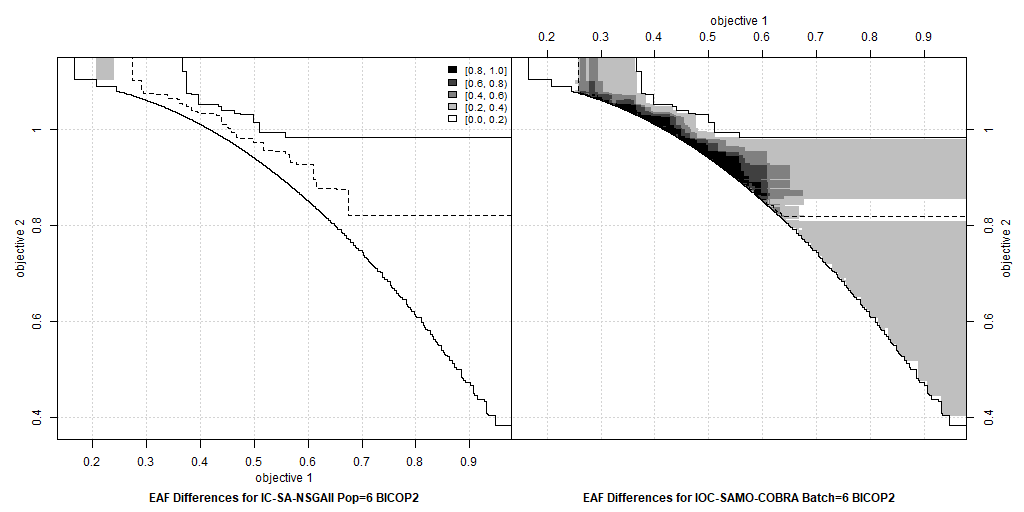 objective 1
0.2 0.3 0.5 0.6 0.7 0.9
[0.8, 1.0]
[0.6, 0.8)
[0.4, 0.6)
[0.2, 0.4)
[0.0, 0.2)
objective 2
0.4 0.6 0.8 1
0.4 0.6 0.8 1
objective 2
0.2 0.3 0.4 0.5 0.6 0.7 0.8 0.9
objective 1
EAF Differences for IC-SA-NSGAII Pop=6 BICOP2
EAF Differences for IOC-SAMO-COBRA Batch=6 BICOP2